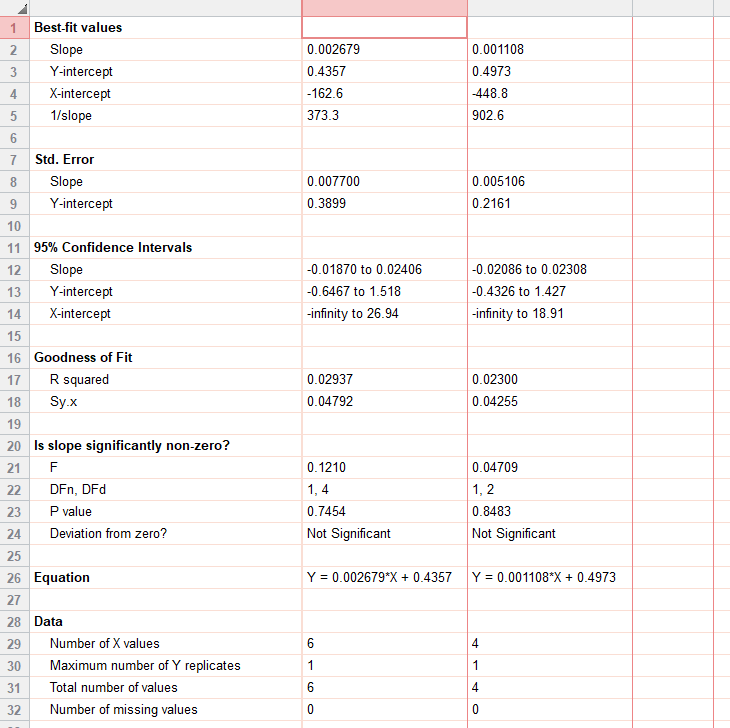 1 Best-fit values
2 Slope 0.002679 0.001108
3 Y-intercept 0.4357 0.4973
4 X-intercept -162.6 -448.8
5 1/slope 373.3 902.6
6
7 Std. Error
8 Slope 0.007700 0.005106
9 Y-intercept 0.3899 0.2161
10
11 95% Confidence Intervals
12 Slope -0.01870 to 0.02406 -0.02086 to 0.02308
13 Y-intercept -0.6467 to 1.518 -0.4326 to 1.427
14 X-intercept -infinity to 26.94 -infinity to 18.91
15
16 Goodness of Fit
17 R squared 0.02937 0.02300
18 Sy.x 0.04792 0.04255
19
20 Is slope significantly non-zero?
21 F 0.1210 0.04709
22 DFn, DFd 1, 4 1, 2
23 P value 0.7454 0.8483
24 Deviation from zero? Not Significant Not Significant
25
26 Equation Y = 0.002679*X + 0.4357 Y = 0.001108*X + 0.4973
27
28 Data
29 Number of X values 6 4
30 Maximum number of Y replicates 1 1
31 Total number of values 6 4
32 Number of missing values 0 0